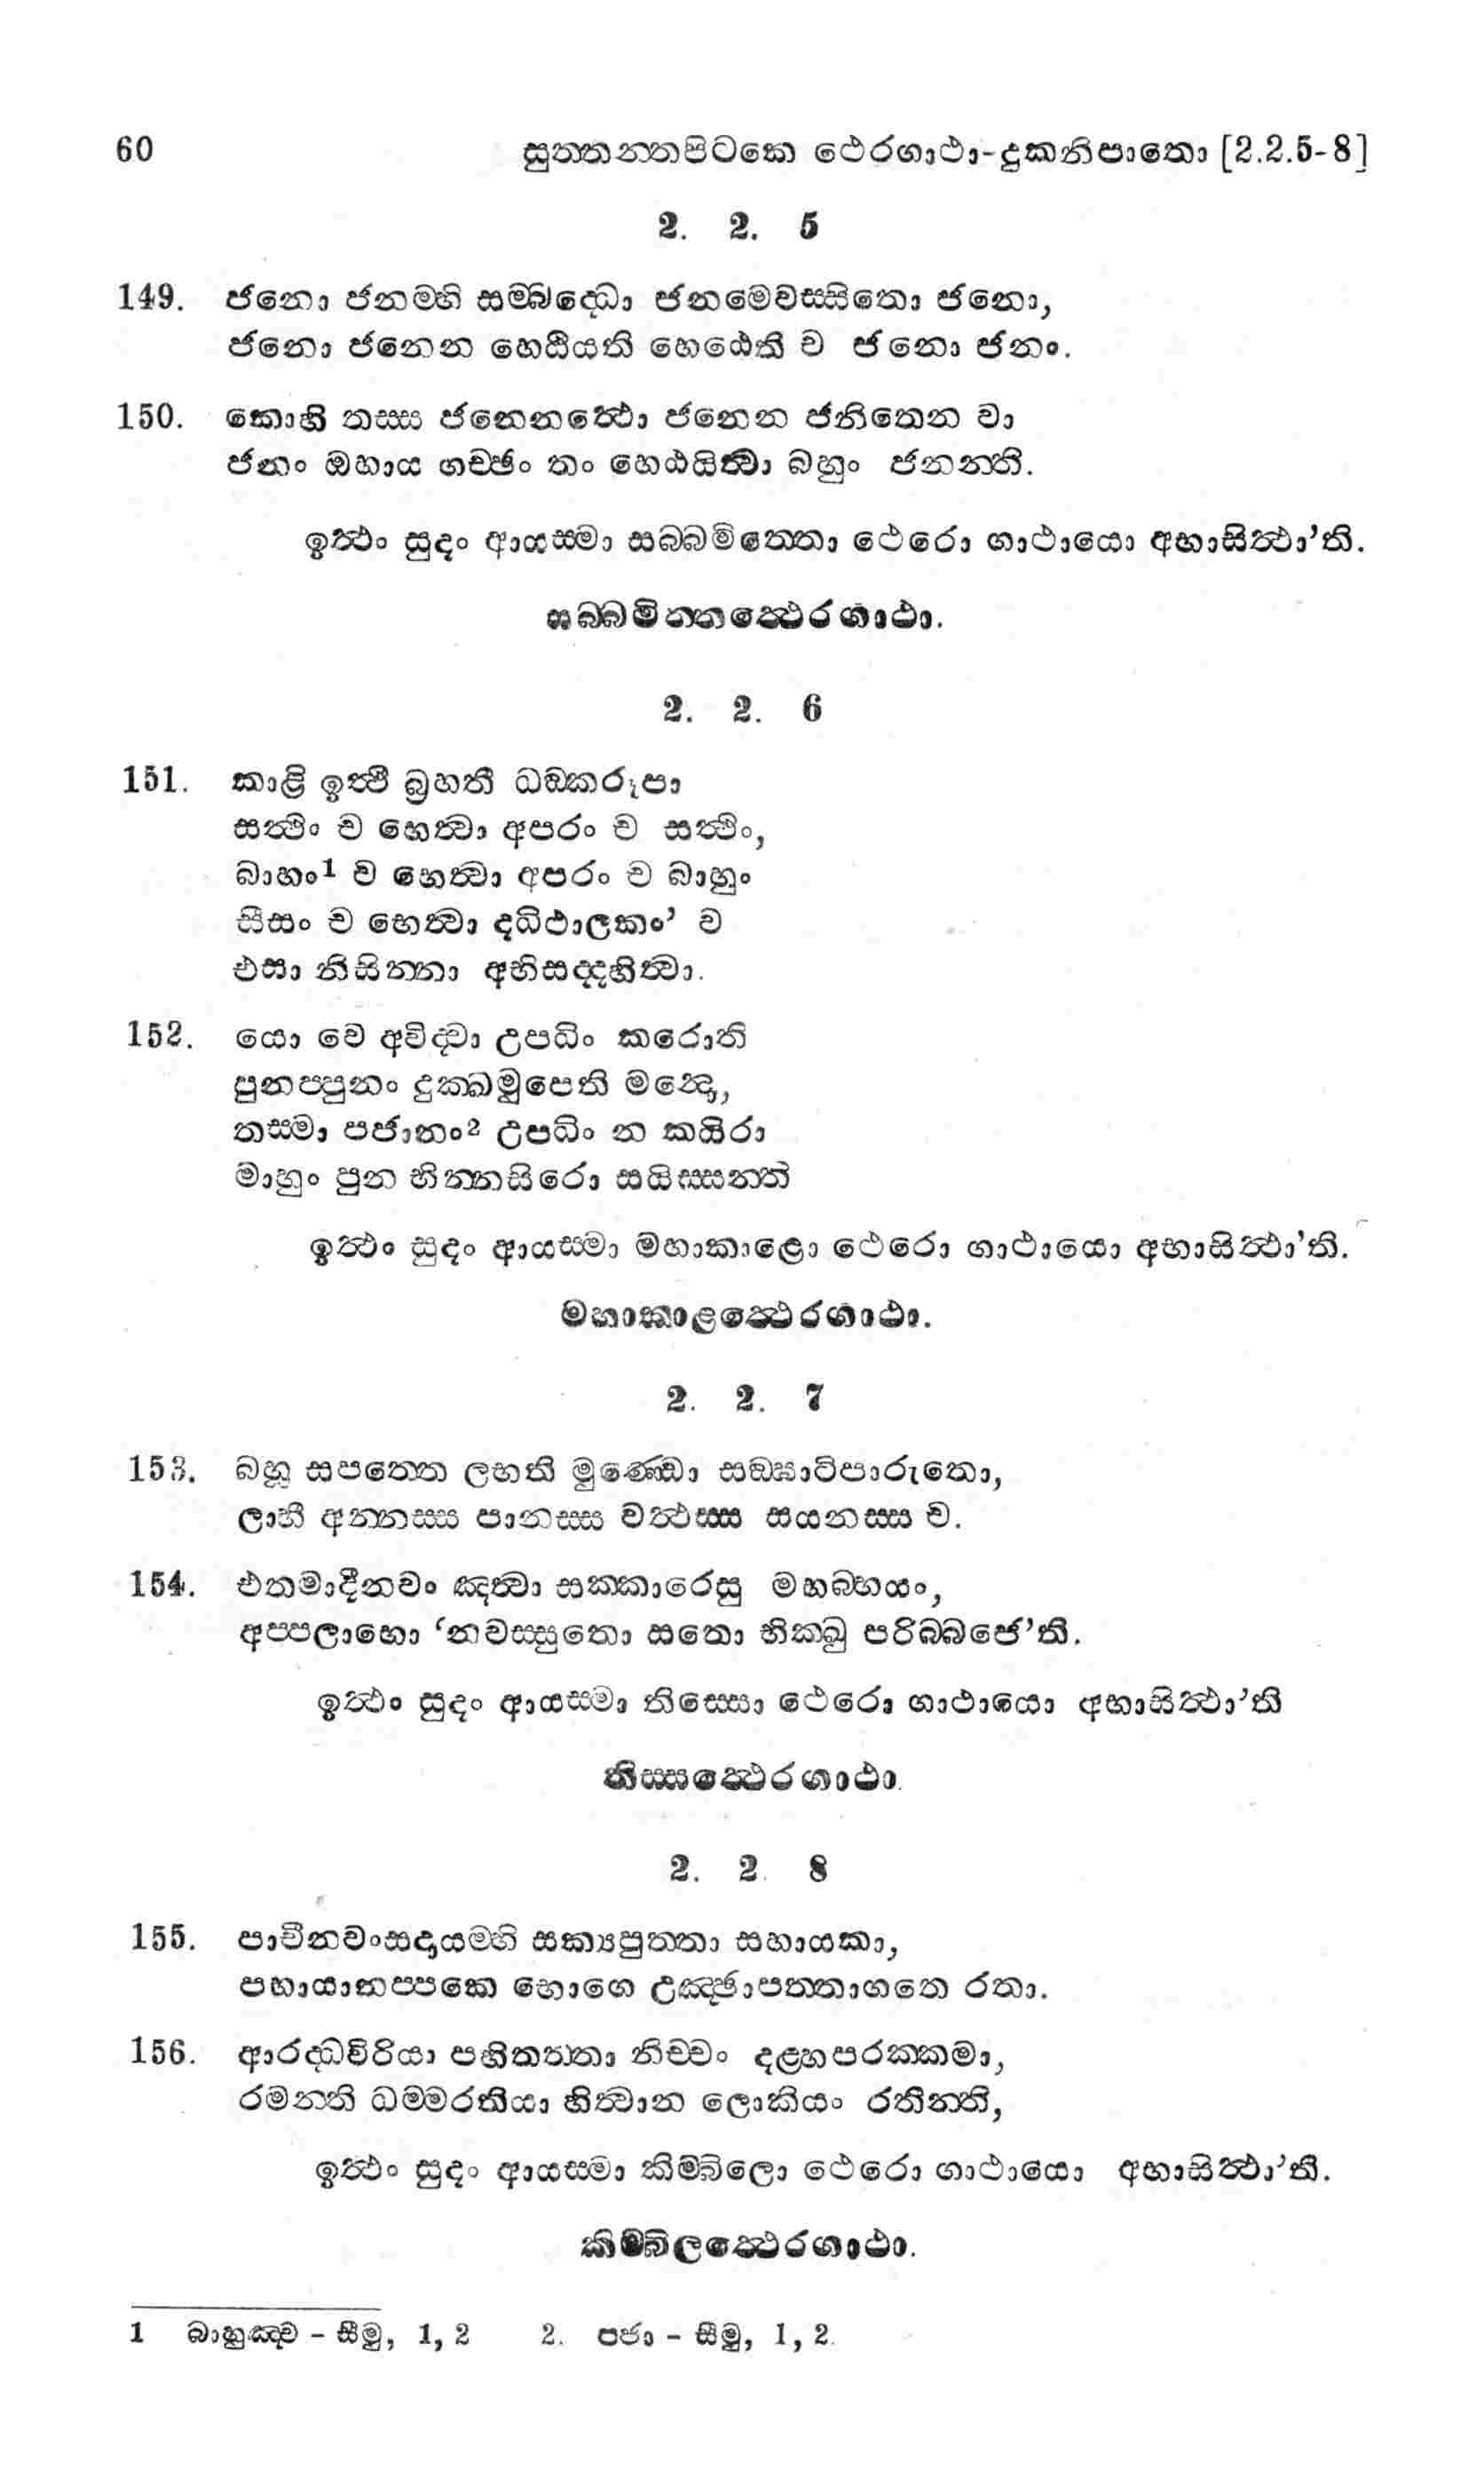 60 සුත්තන්තපිටකෙ ථෙරගාථා-දුකනිපාතො [2.2.5-8]
2. 2. 5
149. ජනො ජනම්හි සම්බද්ධො ජනමෙවස්සිතො ජනො,
ජනො ජනෙන හෙඨියති හෙඨෙති ච ජනො ජනං.
150. කොහි තස්ස ජනෙනත්ථො ජනෙන ජනිතෙන වා
ජනං ඔහාය ගච්ඡං තං හෙඨයිත්වා බහුං ජනන්ති.
ඉත්ථං සුදං ආයස්මා සබ්බමිත්තො ථෙරො ගාථායො අභාසිත්ථා’ති.
සබ්බමිත්තත්ථෙරගාථා.
2. 2. 6
151. කාළි ඉත්ථී බ්‍රහතී ධඞ්කරූපා
සත්ථිං ච භෙත්වා අපරං ච සත්ථිං,
බාහං1 ච භෙත්වා අපරං ච බාහුං
සීසං ච භෙත්වා දධිථාලකං’ ව
එසා නිසින්නා අභිසද්දහිත්වා.
152. යො වෙ අවිද්වා උපධිං කරොති
පුනප්පුනං දුක්ඛමුපෙති මන්දො,
තස්මා පජානං2 උපධිං න කයිරා
මාහුං පුන භින්නසිරො සයිස්සන්ති
ඉත්ථං සුදං ආයස්මා මහාකාළො ථෙරො ගාථායො අභාසිත්ථා’ති.
මහාකාළත්ථෙරගාථා.
2. 2. 7
153. බහූ සපත්තෙ ලභති මුණ්ඩො සඞ්ඝාටිපාරුතො,
ලාභී අන්නස්ස පානස්ස වත්ථස්ස සයනස්ස ච.
154. එතමාදීනවං ඤත්වා සක්කාරෙසු මහබ්භයං,
අප්පලාභො ‘නවස්සුතො සතො භික්ඛු පරිබ්බජෙ’ති.
ඉත්ථං සුදං ආයස්මා තිස්සො ථෙරො ගාථායො අභාසිත්ථා’ති
තිස්සත්ථෙරගාථා.
2. 2. 8
155. පාචීනවංසදායම්හි සක්‍යපුත්තා සහායකා,
පහායානප්පකෙ භොගෙ උඤ්ඡාපත්තාගතෙ රතා.
156. ආරද්ධවිරියා පහිතත්තා නිච්චං දළ්හපරක්කමා,
රමන්ති ධම්මරතියා හිත්වාන ලොකියං රතින්ති,
ඉත්ථං සුදං ආයස්මා කිම්බිලො ථෙරො ගාථායො අභාසිත්ථා’ති.
කිම්බිලත්ථෙරගාථා.
1 බාහුඤ්ච - සීමු, 1, 2 2. පජා - සීමු, 1, 2.